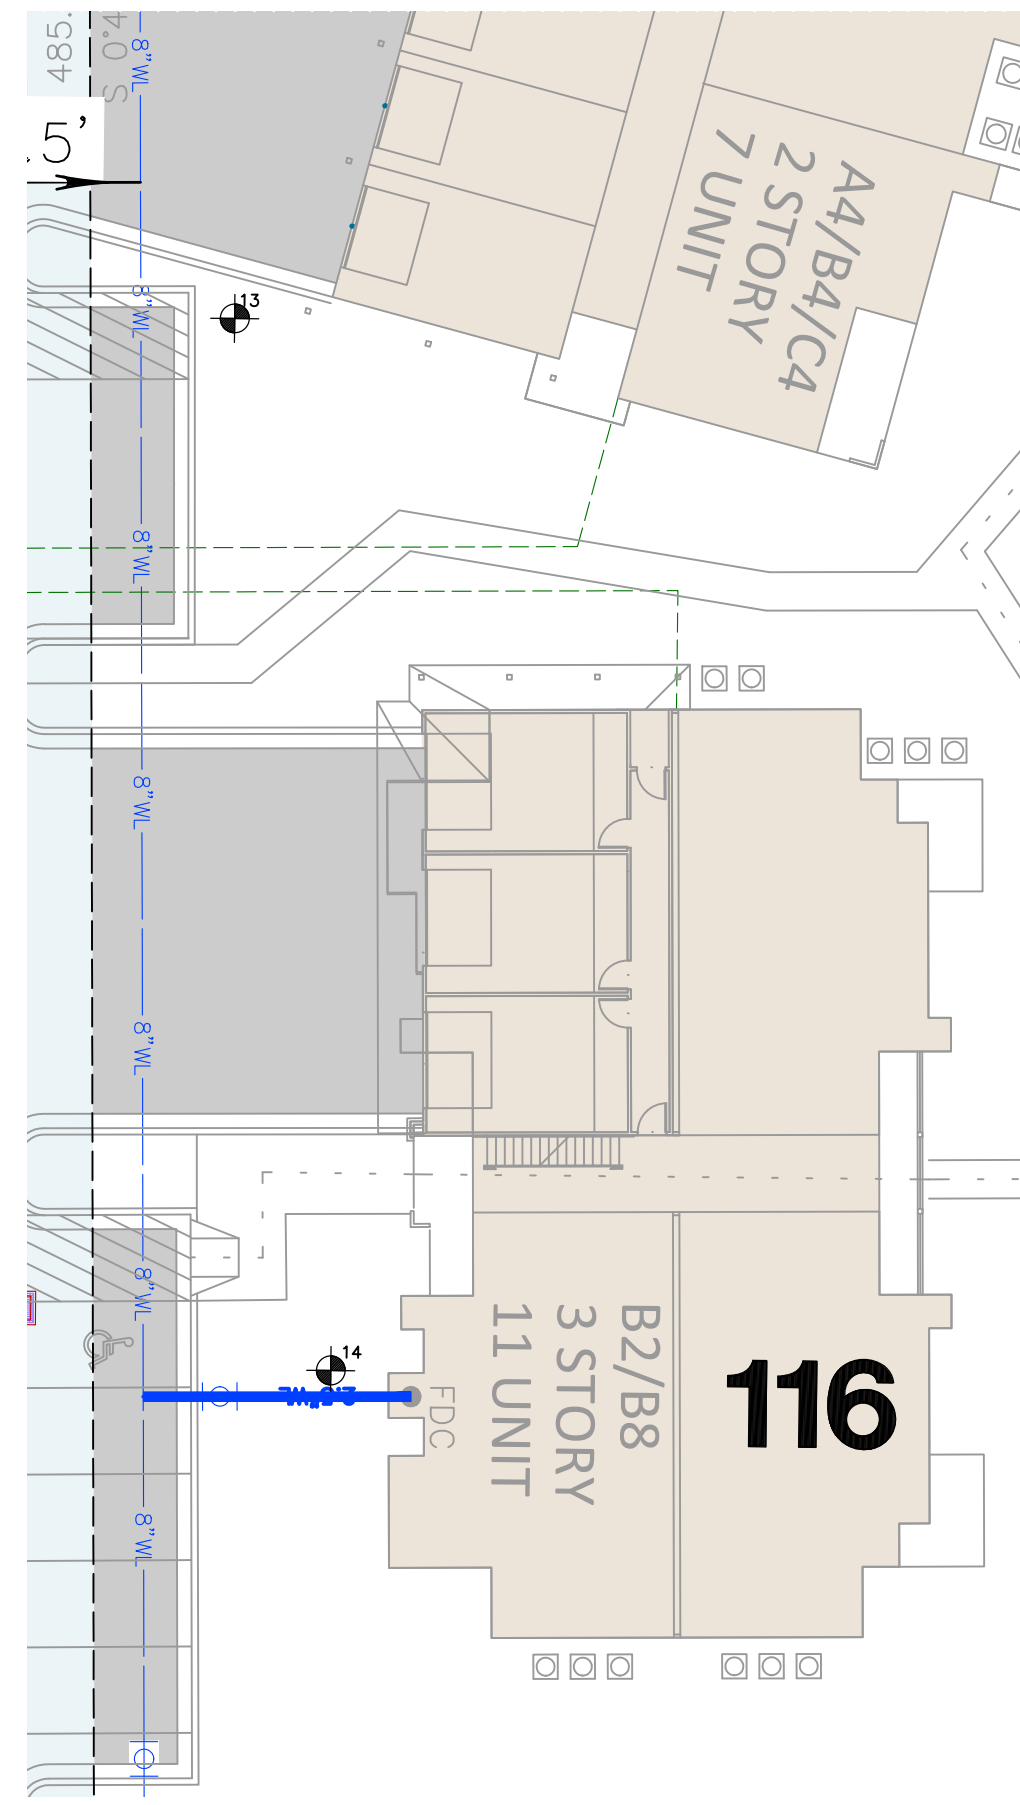 485.
S 0°4
8"WL
.5'
A4/B4/C4
2 STORY
7 UNIT
8"WL
13
8"WL
8"WL
8"WL
8"WL
14
FDC
B2/B8
3 STORY
11 UNIT
116
8"WL